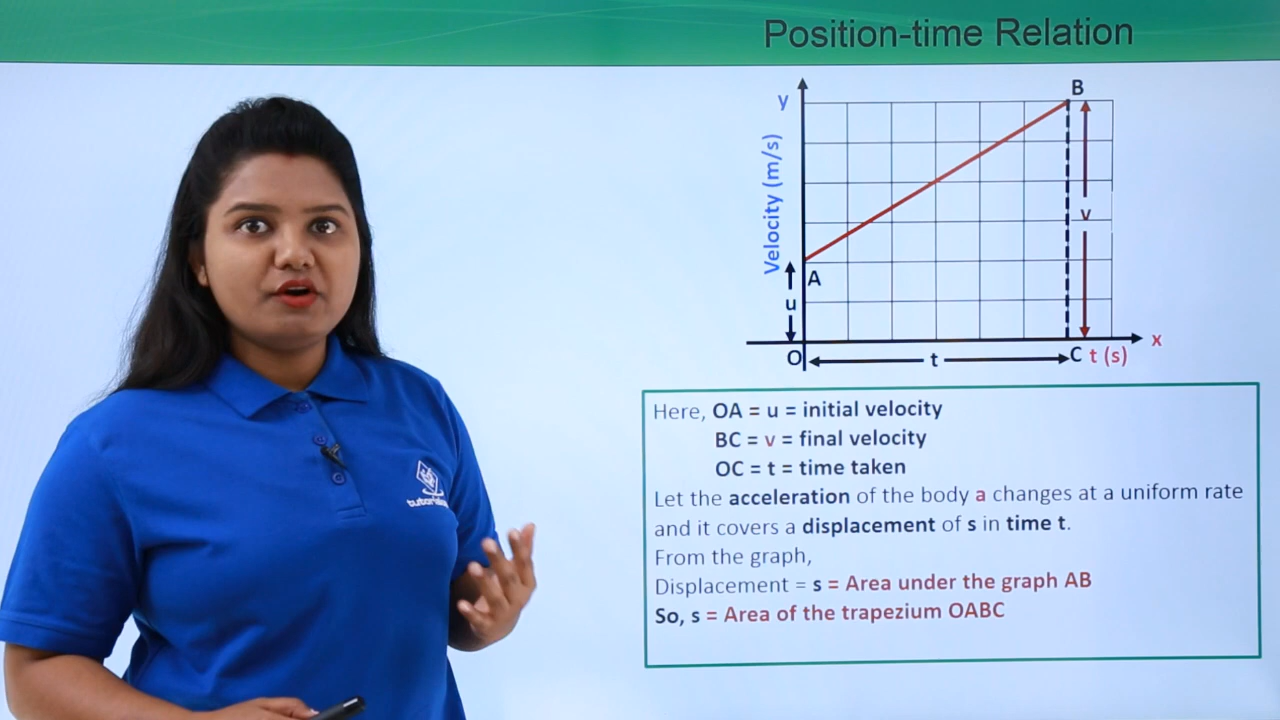 Position-time Relation
y
B
Velocity (m/s)
v
A
u
O
t
C t (s)
x
Here, OA = u = initial velocity
BC = v = final velocity
OC = t = time taken
Let the acceleration of the body a changes at a uniform rate
and it covers a displacement of s in time t.
From the graph,
Displacement = s = Area under the graph AB
So, s = Area of the trapezium OABC